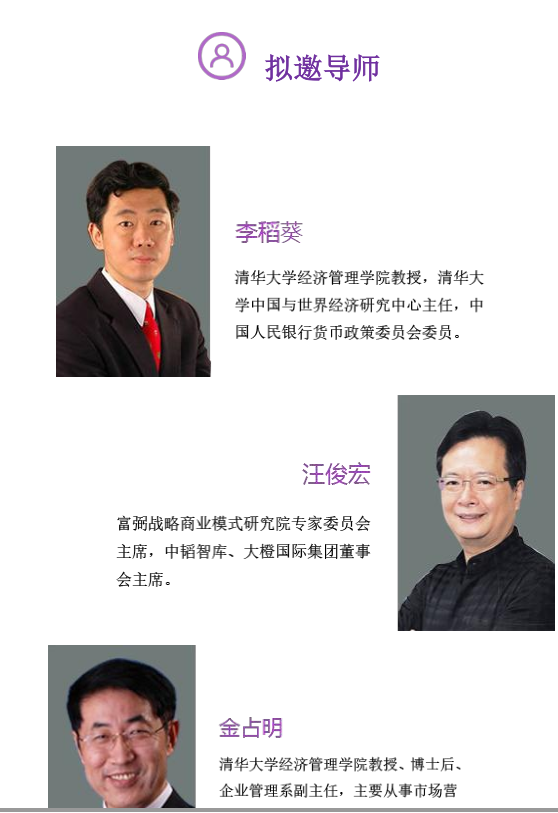 拟邀导师
李稻葵
清华大学经济管理学院教授，清华大
学中国与世界经济研究中心主任，中
国人民银行货币政策委员会委员。
汪俊宏
富弼战略商业模式研究院专家委员会
主席，中韬智库、大橙国际集团董事
会主席。
金占明
清华大学经济管理学院教授、博士后、
企业管理系副主任，主要从事市场营